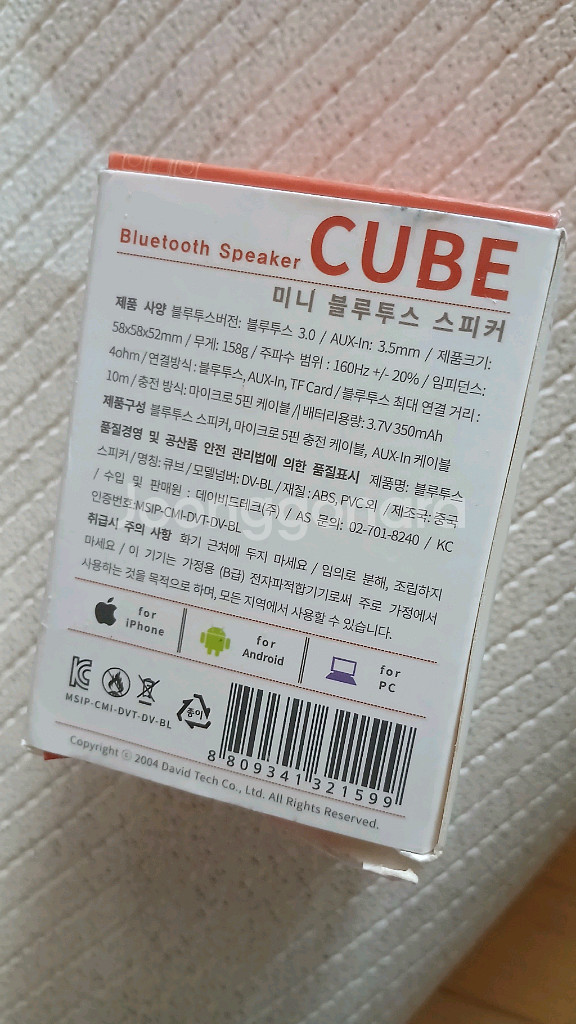 Bluetooth Speaker CUBE
미니 블루투스 스피커
제품 사양 블루투스버전: 블루투스 3.0 / AUX-In: 3.5mm / 제품크기:
58x58x52mm / 무게: 158g / 주파수 범위 : 160Hz +/- 20% / 임피던스:
4ohm / 연결방식 : 블루투스, AUX-In, TF Card / 블루투스 최대 연결 거리 :
10m / 충전 방식: 마이크로 5핀 케이블 / 배터리용량: 3.7V 350mAh
제품구성 블루투스 스피커, 마이크로 5핀 충전 케이블, AUX-In 케이블
품질경영 및 공산품 안전 관리법에 의한 품질표시 제품명: 블루투스
스피커 / 명칭: 큐브 / 모델넘버: DV-BL / 재질: ABS, PVC 외 / 제조국: 중국
/ 수입 및 판매원 : 데이비드테크(주) / AS 문의: 02-701-8240 / KC
인증번호:MSIP-CMI-DVT-DV-BL
취급시 주의 사항 화기 근처에 두지 마세요 / 임의로 분해, 조립하지
마세요 / 이 기기는 가정용 (B급) 전자파적합기기로써 주로 가정에서
사용하는 것을 목적으로 하며, 모든 지역에서 사용할 수 있습니다.
for iPhone
for Android
for PC
MSIP-CMI-DVT-DV-BL
종이
8 809341 321599
Copyright ⓒ 2004 David Tech Co., Ltd. All Rights Reserved.
Joonggonara